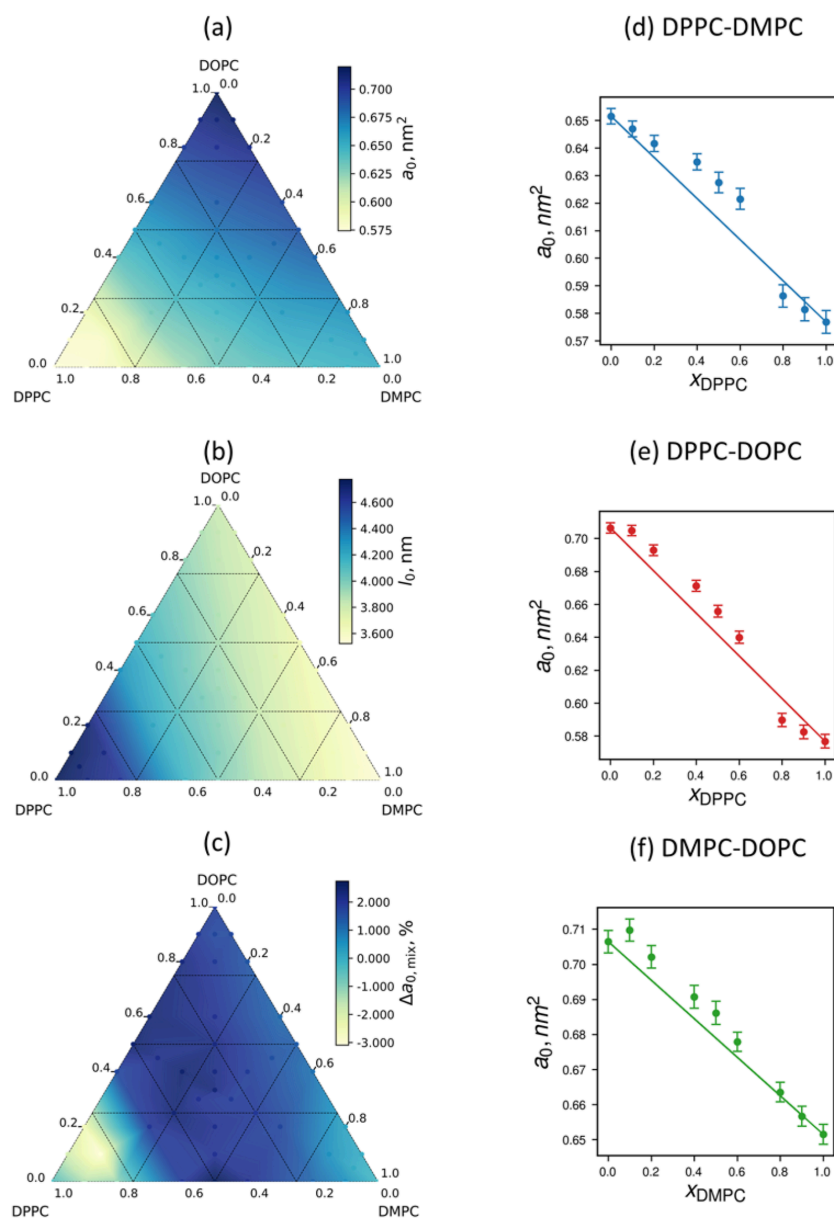 (a)
DOPC
1.0 0.0
0.8 0.2
0.6 0.4
0.4 0.6
0.2 0.8
0.0 1.0
1.0 0.8 0.6 0.4 0.2 0.0
DPPC DMPC
0.700
0.675
0.650
0.625
0.600
0.575
a₀, nm²
(d) DPPC-DMPC
0.65
0.64
0.63
0.62
0.61
0.60
0.59
0.58
0.57
a₀, nm²
0.0 0.2 0.4 0.6 0.8 1.0
x_DPPC
(b)
DOPC
1.0 0.0
0.8 0.2
0.6 0.4
0.4 0.6
0.2 0.8
0.0 1.0
1.0 0.8 0.6 0.4 0.2 0.0
DPPC DMPC
4.600
4.400
4.200
4.000
3.800
3.600
l₀, nm
(e) DPPC-DOPC
0.70
0.68
0.66
0.64
0.62
0.60
0.58
a₀, nm²
0.0 0.2 0.4 0.6 0.8 1.0
x_DPPC
(c)
DOPC
1.0 0.0
0.8 0.2
0.6 0.4
0.4 0.6
0.2 0.8
0.0 1.0
1.0 0.8 0.6 0.4 0.2 0.0
DPPC DMPC
2.000
1.000
0.000
-1.000
-2.000
-3.000
Δa₀,mix, %
(f) DMPC-DOPC
0.71
0.70
0.69
0.68
0.67
0.66
0.65
a₀, nm²
0.0 0.2 0.4 0.6 0.8 1.0
x_DMPC